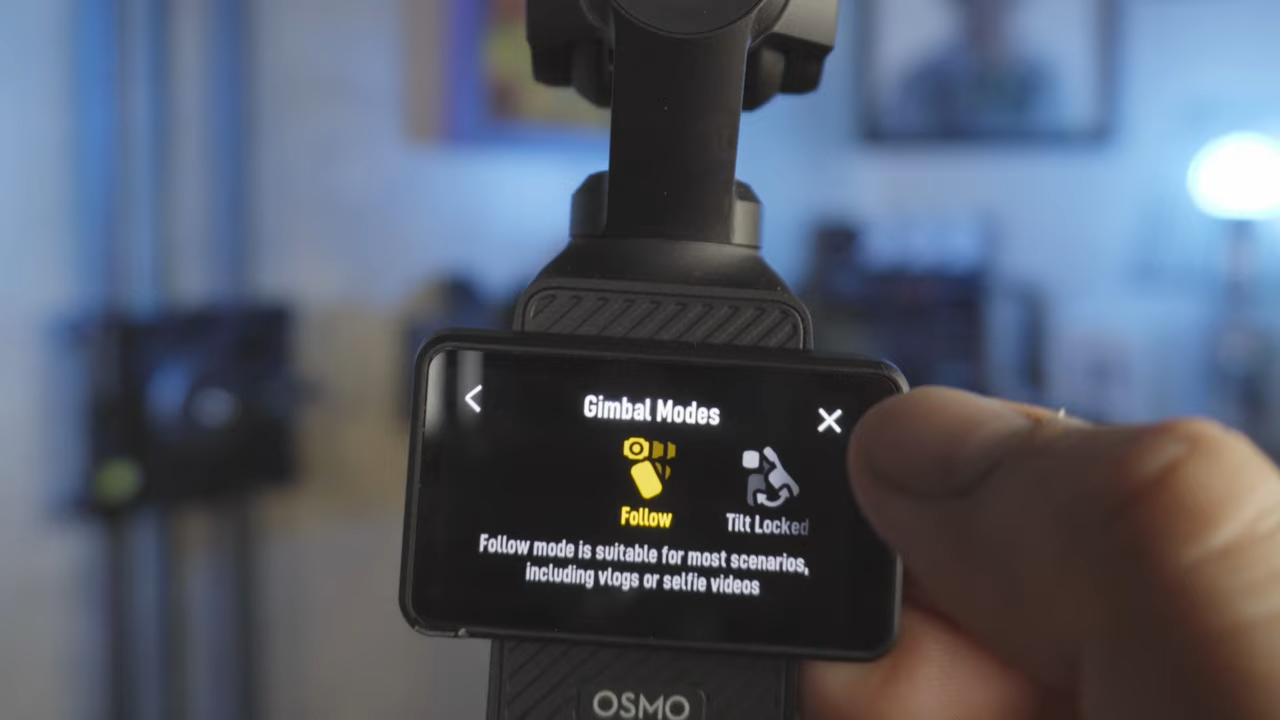 Gimbal Modes
Follow
Tilt Locked
Follow mode is suitable for most scenarios,
including vlogs or selfie videos
OSMO